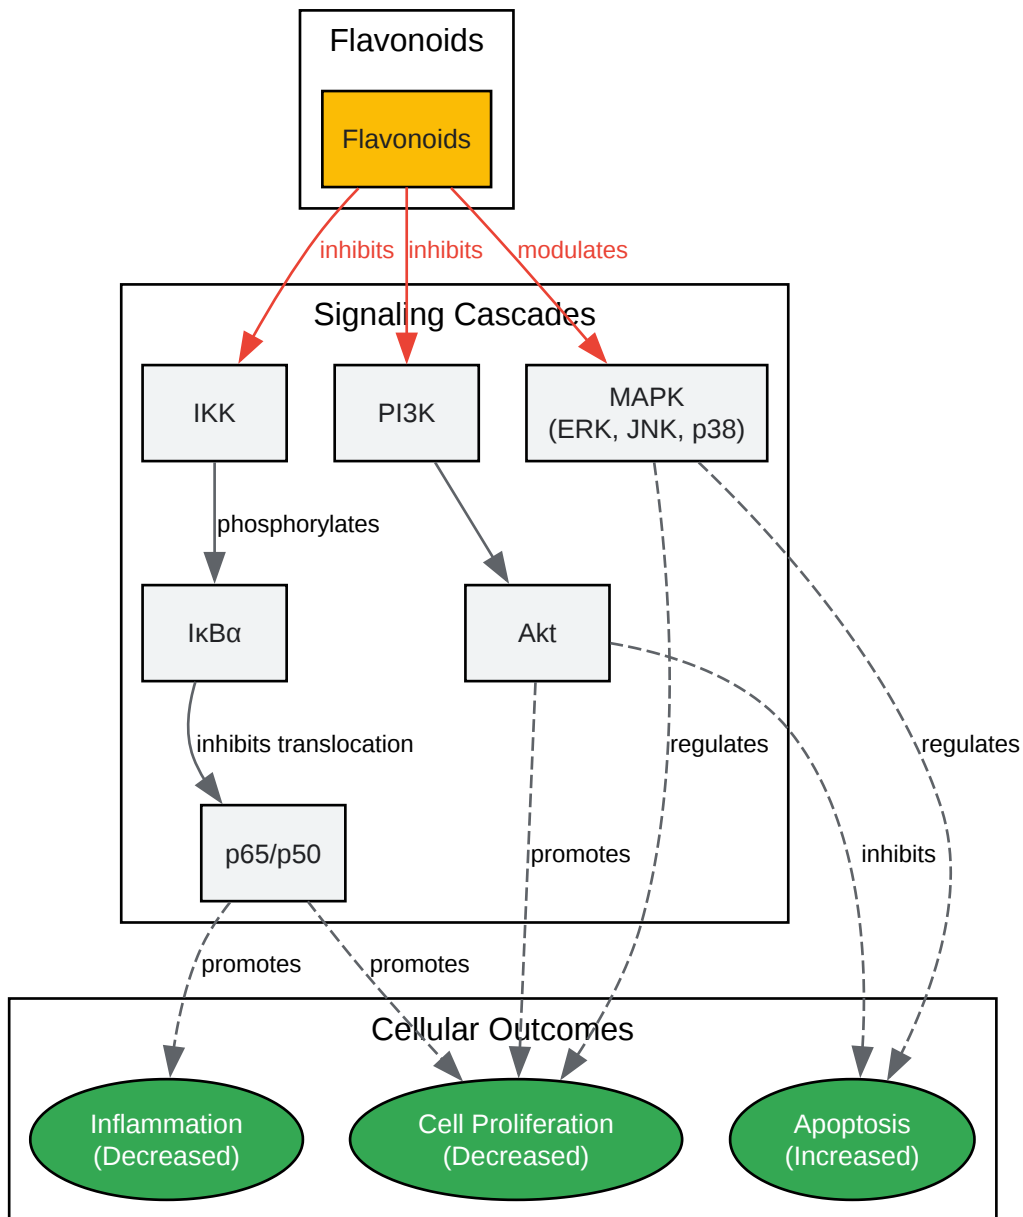 Flavonoids
Flavonoids
inhibits
inhibits
modulates
Signaling Cascades
IKK
PI3K
MAPK
(ERK, JNK, p38)
phosphorylates
IκBα
Akt
inhibits translocation
regulates
regulates
p65/p50
promotes
inhibits
promotes
promotes
Cellular Outcomes
Inflammation
(Decreased)
Cell Proliferation
(Decreased)
Apoptosis
(Increased)